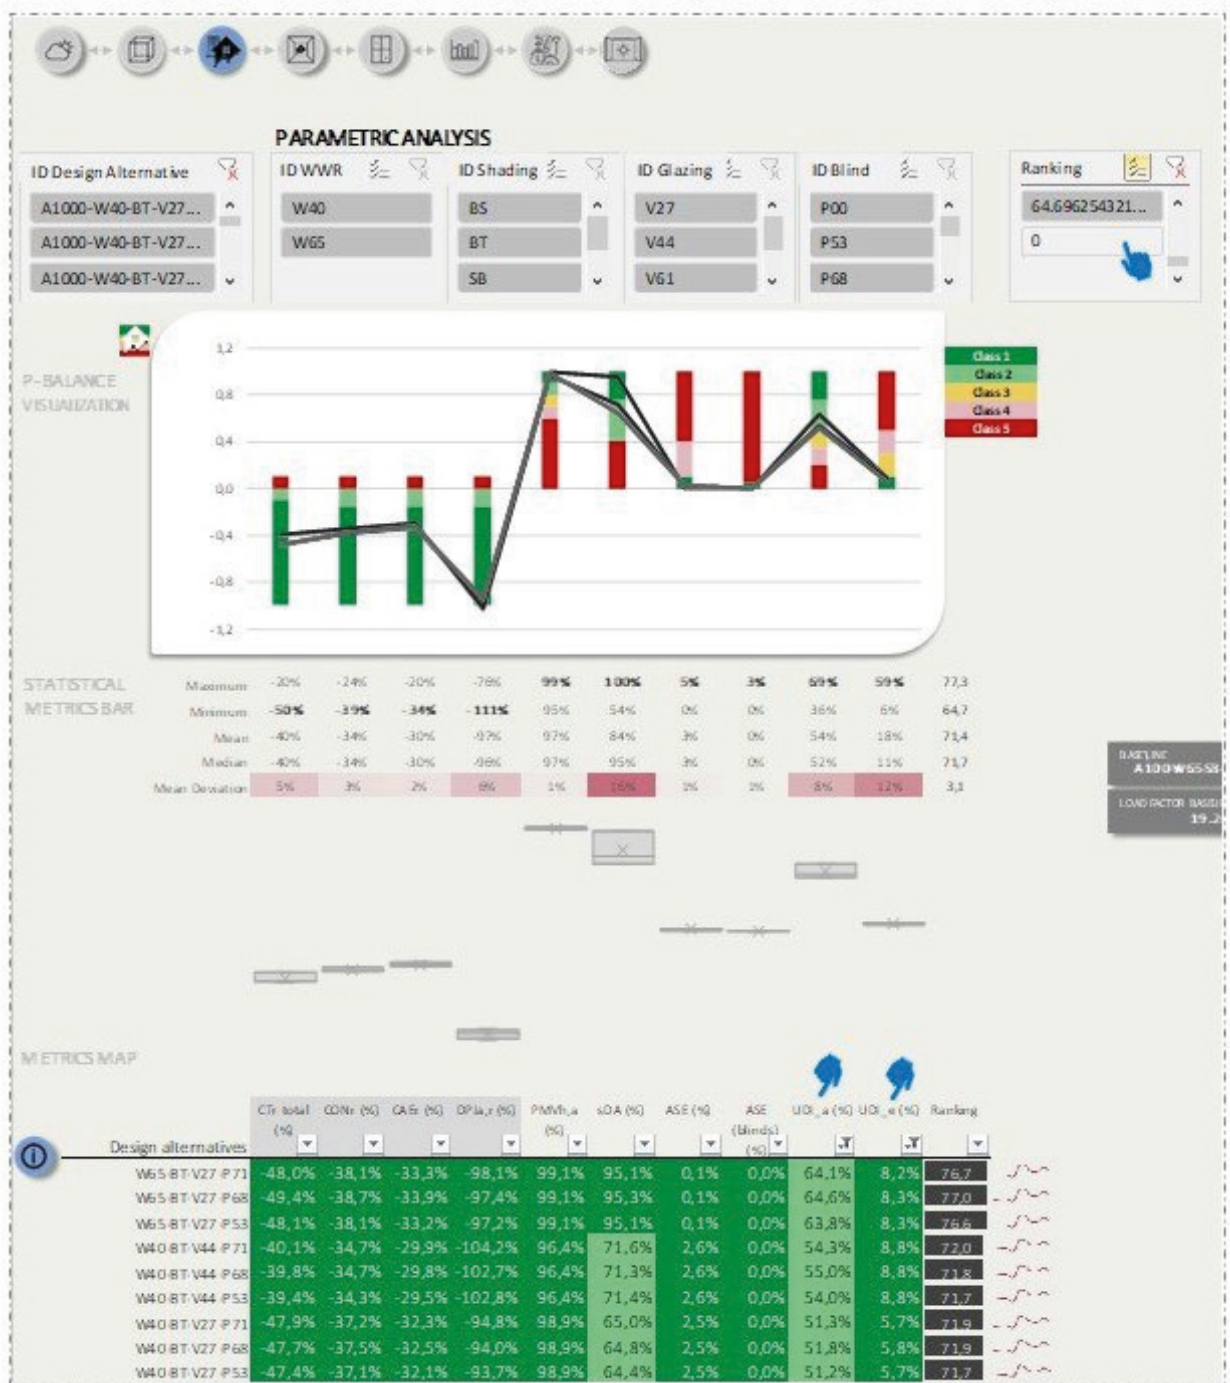 PARAMETRIC ANALYSIS
ID Design Alternative
ID WWR
ID Shading
ID Glazing
ID Blind
Ranking
A1000-W40-BT-V27...
W40
BS
V27
P00
64.696254321...
A1000-W40-BT-V27...
W65
BT
V44
P53
0
A1000-W40-BT-V27...
SB
V61
P68
P-BALANCE
VISUALIZATION
1,2
0,8
0,4
0,0
-0,4
-0,8
-1,2
Class 1
Class 2
Class 3
Class 4
Class 5
STATISTICAL
METRICS BAR
Maximum -20% -24% -20% -76% 99% 100% 5% 3% 69% 59% 77,3
Minimum -50% -39% -34% -111% 95% 54% 0% 0% 36% 6% 64,7
Mean -40% -34% -30% -97% 97% 84% 3% 0% 54% 18% 71,4
Median -40% -34% -30% -96% 97% 95% 3% 0% 52% 11% 71,7
Mean Deviation 5% 3% 2% 6% 1% 16% 1% 1% 8% 12% 3,1
BASELINE
LOAD FACTOR
19.2
METRICS MAP
CTr total (%) CONr (%) CAEr (%) DPJa,r (%) PMVh,a (%) sDA (%) ASE (%) ASE (blinds) (%) UDI_a (%) UDI_e (%) Ranking
Design alternatives
W65-BT-V27-P71 -48,0% -38,1% -33,3% -98,1% 99,1% 95,1% 0,1% 0,0% 64,1% 8,2% 76,7
W65-BT-V27-P68 -49,4% -38,7% -33,9% -97,4% 99,1% 95,3% 0,1% 0,0% 64,6% 8,3% 77,0
W65-BT-V27-P53 -48,1% -38,1% -33,2% -97,2% 99,1% 95,1% 0,1% 0,0% 63,8% 8,3% 76,6
W40-BT-V44-P71 -40,1% -34,7% -29,9% -104,2% 96,4% 71,6% 2,6% 0,0% 54,3% 8,8% 72,0
W40-BT-V44-P68 -39,8% -34,7% -29,8% -102,7% 96,4% 71,3% 2,6% 0,0% 55,0% 8,8% 71,8
W40-BT-V44-P53 -39,4% -34,3% -29,5% -102,8% 96,4% 71,4% 2,6% 0,0% 54,0% 8,8% 71,7
W40-BT-V27-P71 -47,9% -37,2% -32,3% -94,8% 98,9% 65,0% 2,5% 0,0% 51,3% 5,7% 71,9
W40-BT-V27-P68 -47,7% -37,5% -32,5% -94,0% 98,9% 64,8% 2,5% 0,0% 51,8% 5,8% 71,9
W40-BT-V27-P53 -47,4% -37,1% -32,1% -93,7% 98,9% 64,4% 2,5% 0,0% 51,2% 5,7% 71,7